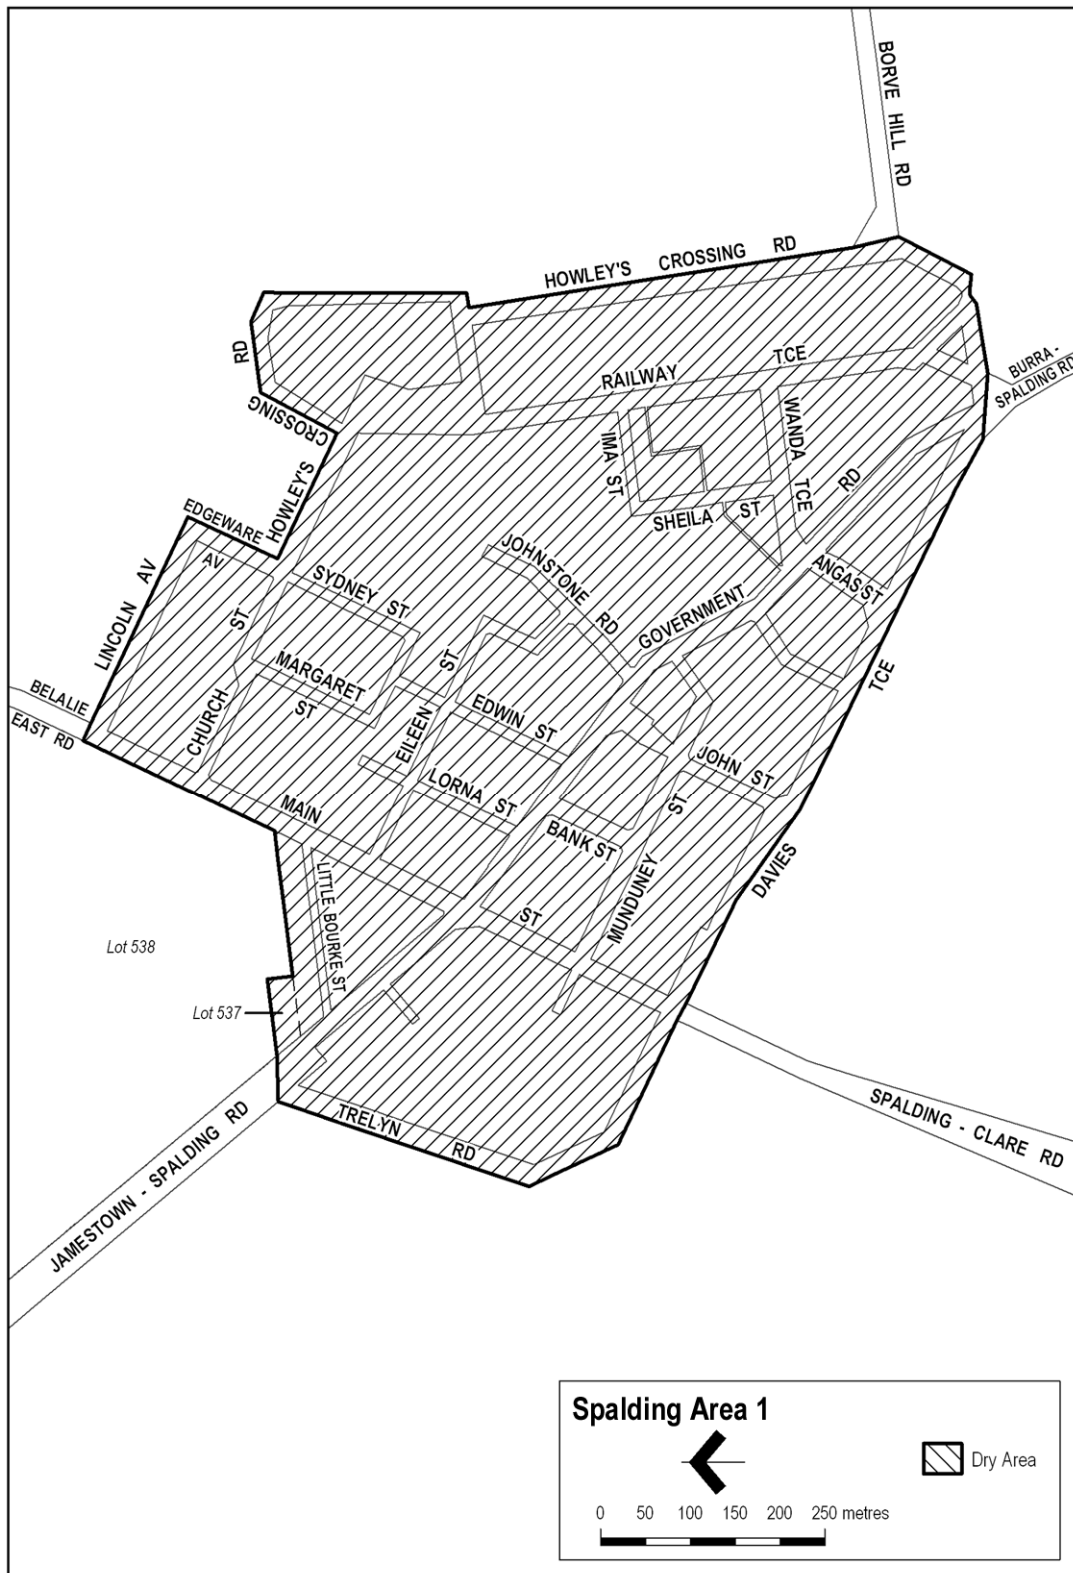 BORVE HILL RD
HOWLEY'S CROSSING RD
RD
CROSSING
HOWLEY'S
RAILWAY TCE
BURRA -
SPALDING RD
IMA ST
WANDA TCE
SHEILA ST
RD
EDGEWARE
AV
LINCOLN AV
JOHNSTONE RD
ANGAS ST
SYDNEY ST
GOVERNMENT
ST
MARGARET ST
ST
TCE
BELALIE
EAST RD
CHURCH
EILEEN
EDWIN ST
JOHN ST
LORNA ST
MAIN
ST
BANK ST
DAVIES
LITTLE BOURKE ST
ST
MUNDUNEY
Lot 538
Lot 537
TRELYN RD
SPALDING - CLARE RD
JAMESTOWN - SPALDING RD
Spalding Area 1
Dry Area
0 50 100 150 200 250 metres